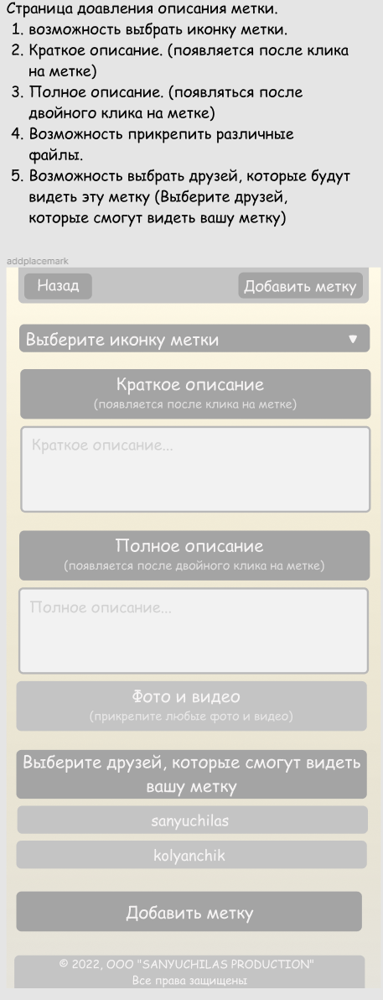 Страница доавления описания метки.
1. возможность выбрать иконку метки.
2. Краткое описание. (появляется после клика
на метке)
3. Полное описание. (появляться после
двойного клика на метке)
4. Возможность прикрепить различные
файлы.
5. Возможность выбрать друзей, которые будут
видеть эту метку (Выберите друзей,
которые смогут видеть вашу метку)
addplacemark
Назад
Добавить метку
Выберите иконку метки
Краткое описание
(появляется после клика на метке)
Краткое описание...
Полное описание
(появляется после двойного клика на метке)
Полное описание...
Фото и видео
(прикрепите любые фото и видео)
Выберите друзей, которые смогут видеть
вашу метку
sanyuchilas
kolyanchik
Добавить метку
© 2022, ООО "SANYUCHILAS PRODUCTION"
Все права защищены